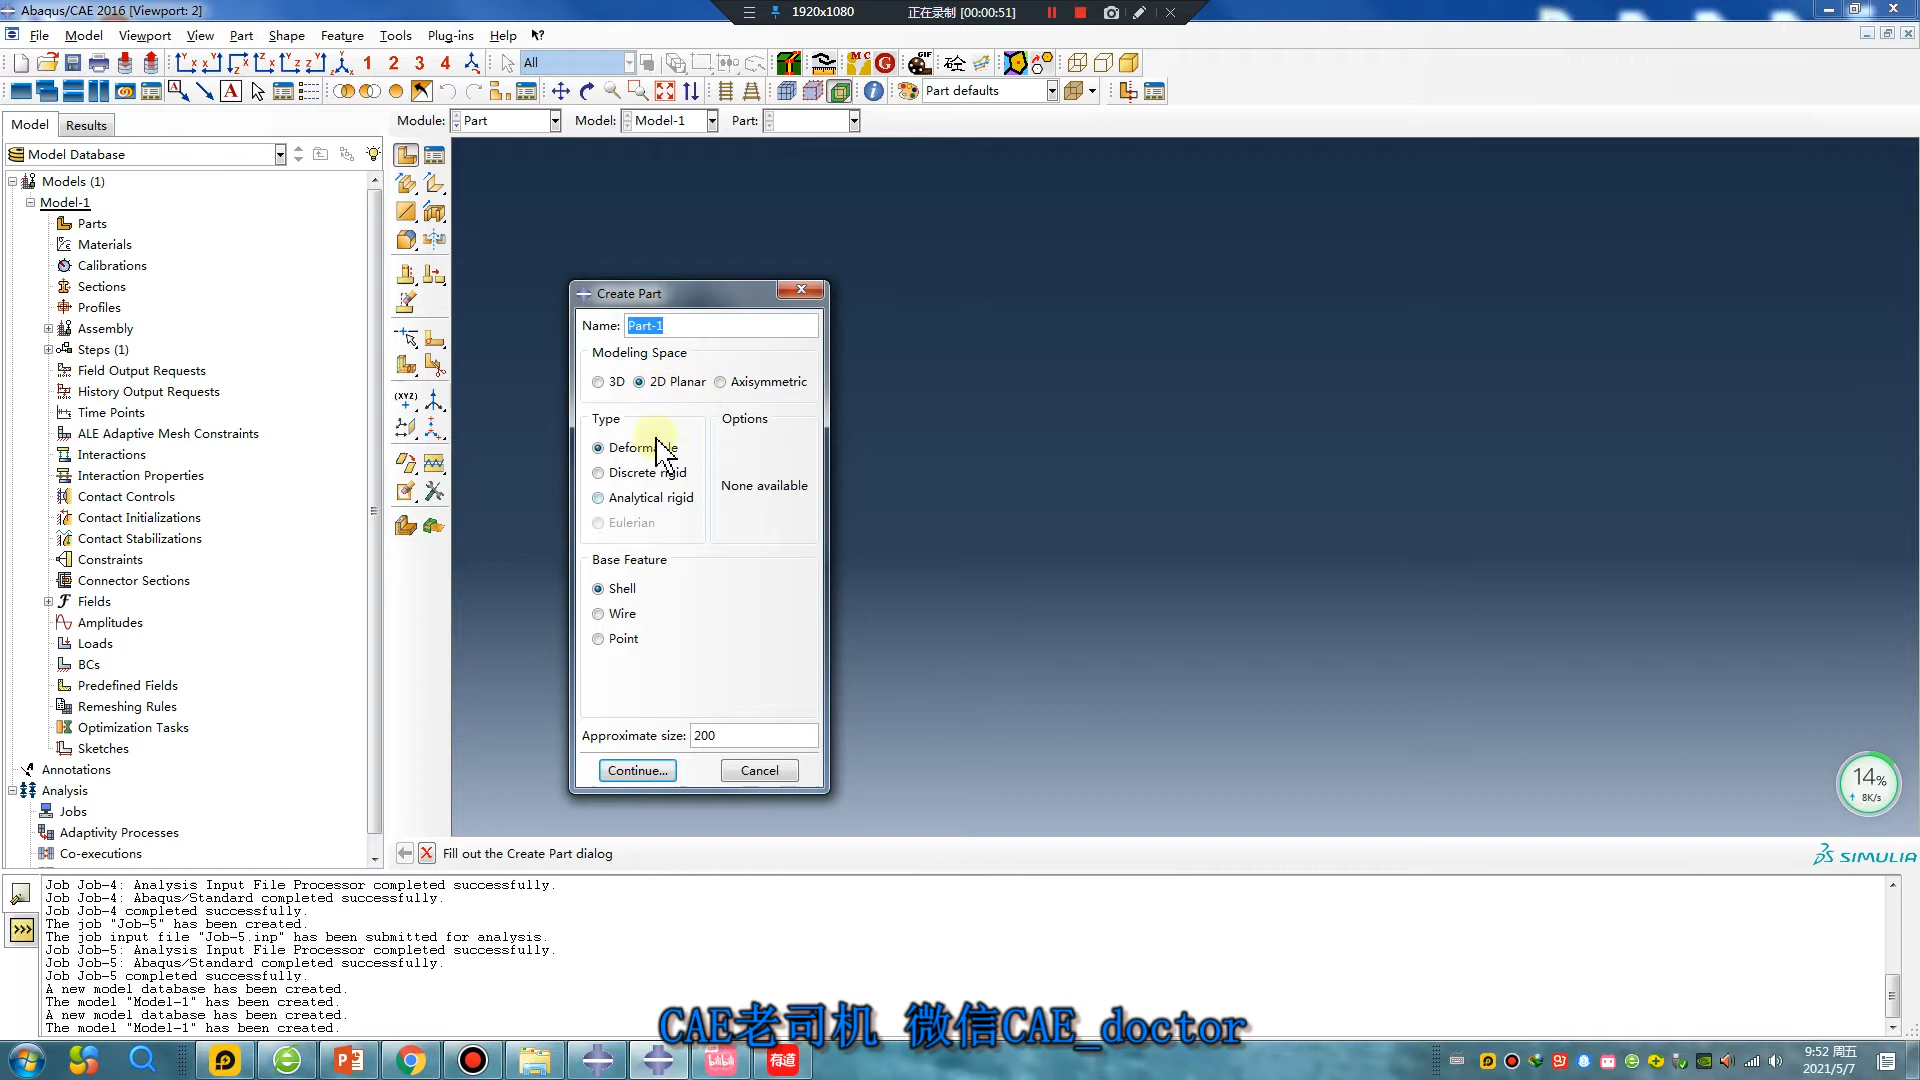 Abaqus/CAE 2016 [Viewport: 2]
1920x1080
正在录制 [00:00:51]
File Model Viewport View Part Shape Feature Tools Plug-ins Help
1 2 3 4
All
MC
GIF
砼
Part defaults
Model Results
Module: Part Model: Model-1 Part:
Model Database
Models (1)
Model-1
Parts
Materials
Calibrations
Sections
Profiles
Assembly
Steps (1)
Field Output Requests
History Output Requests
Time Points
ALE Adaptive Mesh Constraints
Interactions
Interaction Properties
Contact Controls
Contact Initializations
Contact Stabilizations
Constraints
Connector Sections
Fields
Amplitudes
Loads
BCs
Predefined Fields
Remeshing Rules
Optimization Tasks
Sketches
Annotations
Analysis
Jobs
Adaptivity Processes
Co-executions
(XYZ)
Create Part
Name: Part-1
Modeling Space
3D 2D Planar Axisymmetric
Type
Options
Deformable
Discrete rigid
Analytical rigid
Eulerian
None available
Base Feature
Shell
Wire
Point
Approximate size: 200
Continue... Cancel
14%
8K/s
Fill out the Create Part dialog
SIMULIA
Job Job-4: Analysis Input File Processor completed successfully.
Job Job-4: Abaqus/Standard completed successfully.
Job Job-4 completed successfully.
The job "Job-5" has been created.
The job input file "Job-5.inp" has been submitted for analysis.
Job Job-5: Analysis Input File Processor completed successfully.
Job Job-5: Abaqus/Standard completed successfully.
Job Job-5 completed successfully.
A new model database has been created.
The model "Model-1" has been created.
A new model database has been created.
The model "Model-1" has been created.
CAE老司机 微信CAE_doctor
bilibili
有道
9:52 周五
2021/5/7